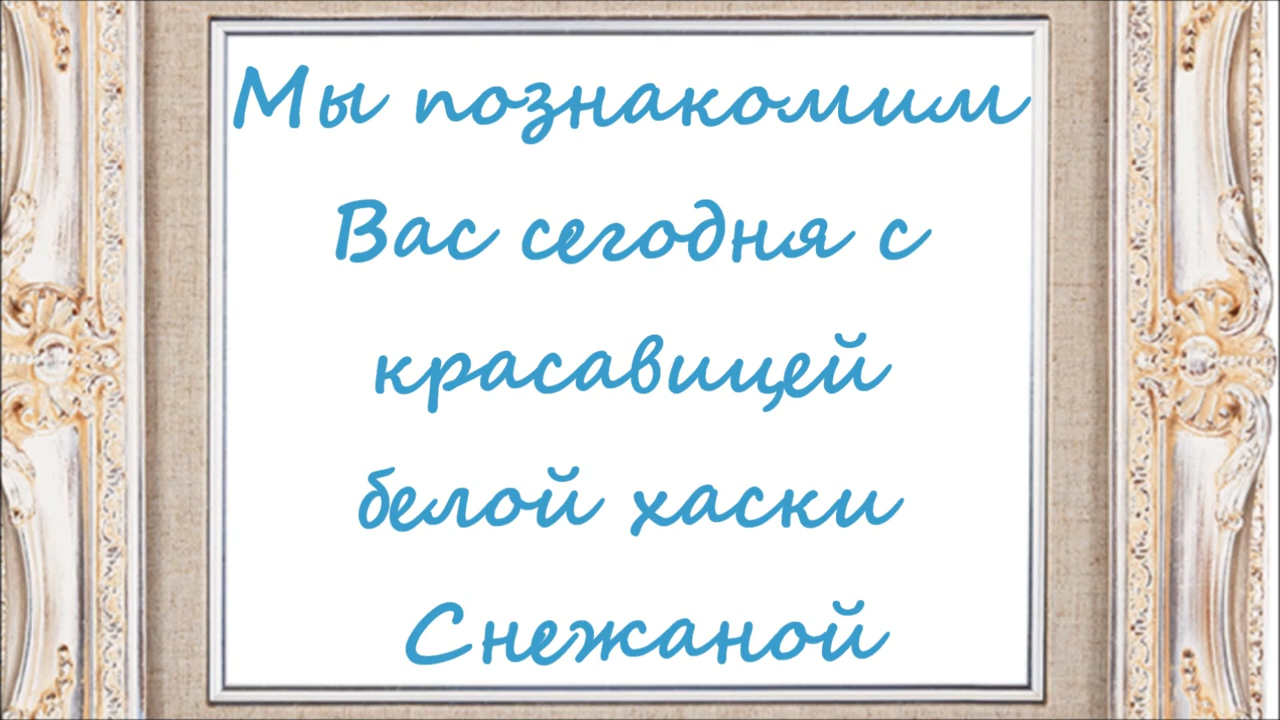 Мы познакомим
Вас сегодня с
красавицей
белой хаски
Снежаной